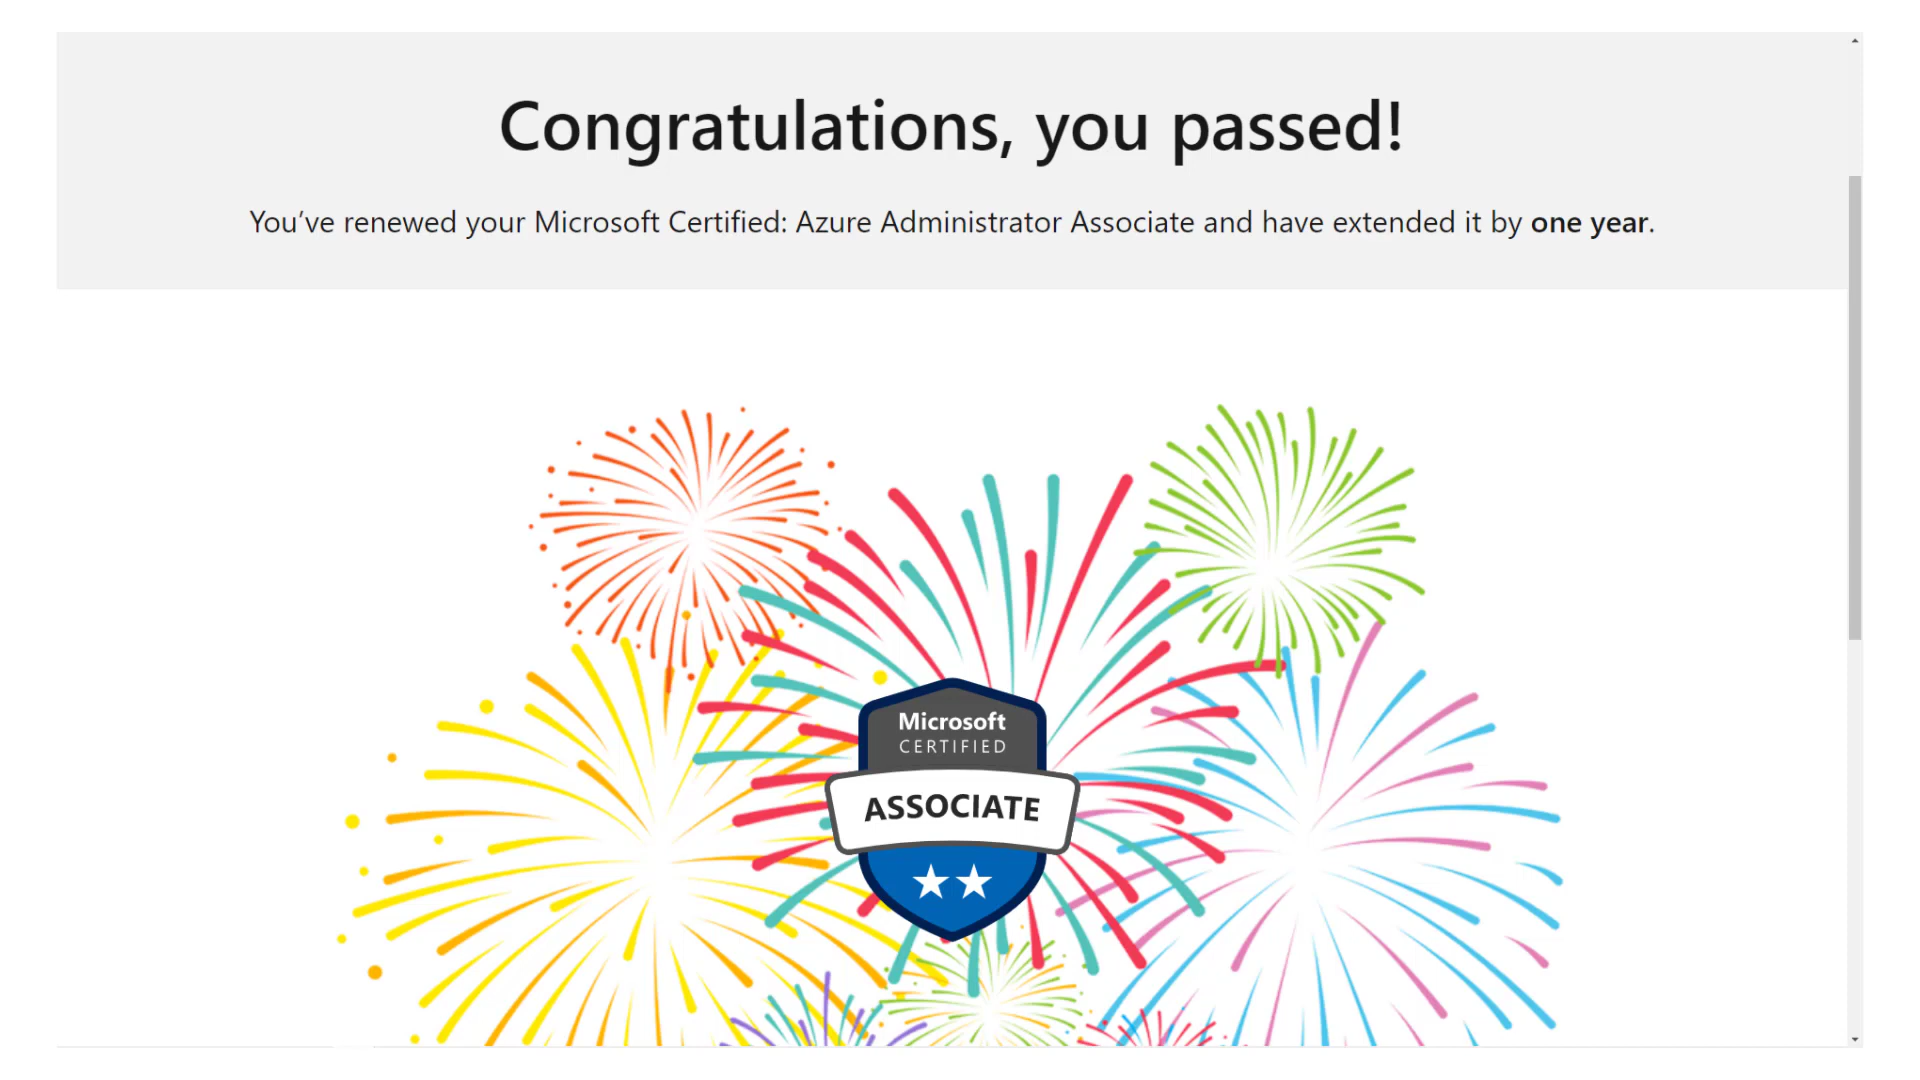 Congratulations, you passed!
You’ve renewed your Microsoft Certified: Azure Administrator Associate and have extended it by one year.
Microsoft
CERTIFIED
ASSOCIATE